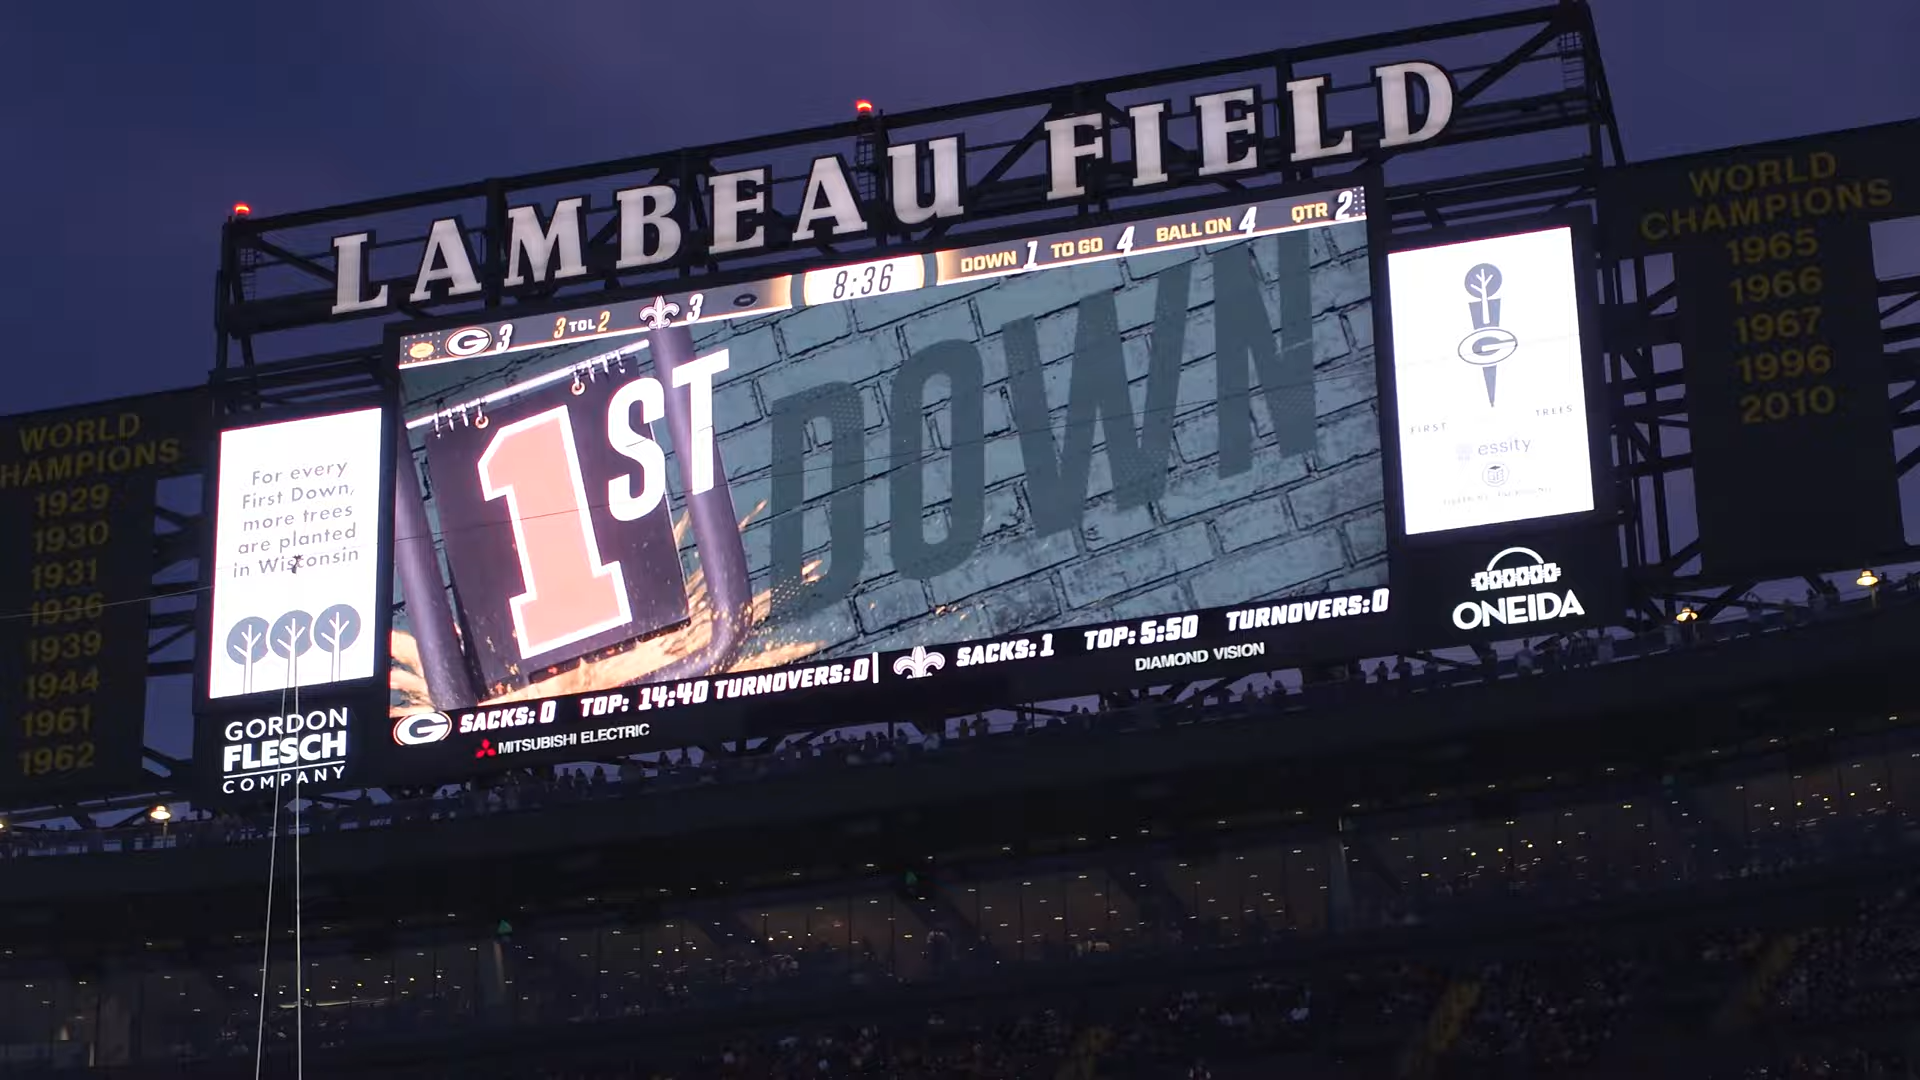 LAMBEAU FIELD
G 3 3 TOL 2 3 8:36 DOWN 1 TO GO 4 BALL ON 4 QTR 2
1ST DOWN
G SACKS: 0 TOP: 14:40 TURNOVERS: 0 | SACKS: 1 TOP: 5:50 TURNOVERS: 0
MITSUBISHI ELECTRIC
DIAMOND VISION
WORLD
HAMPIONS
1929
1930
1931
1936
1939
1944
1961
1962
For every
First Down,
more trees
are planted
in Wisconsin
GORDON
FLESCH
COMPANY
G
FIRST TREES
essity
ONEIDA
WORLD
CHAMPIONS
1965
1966
1967
1996
2010